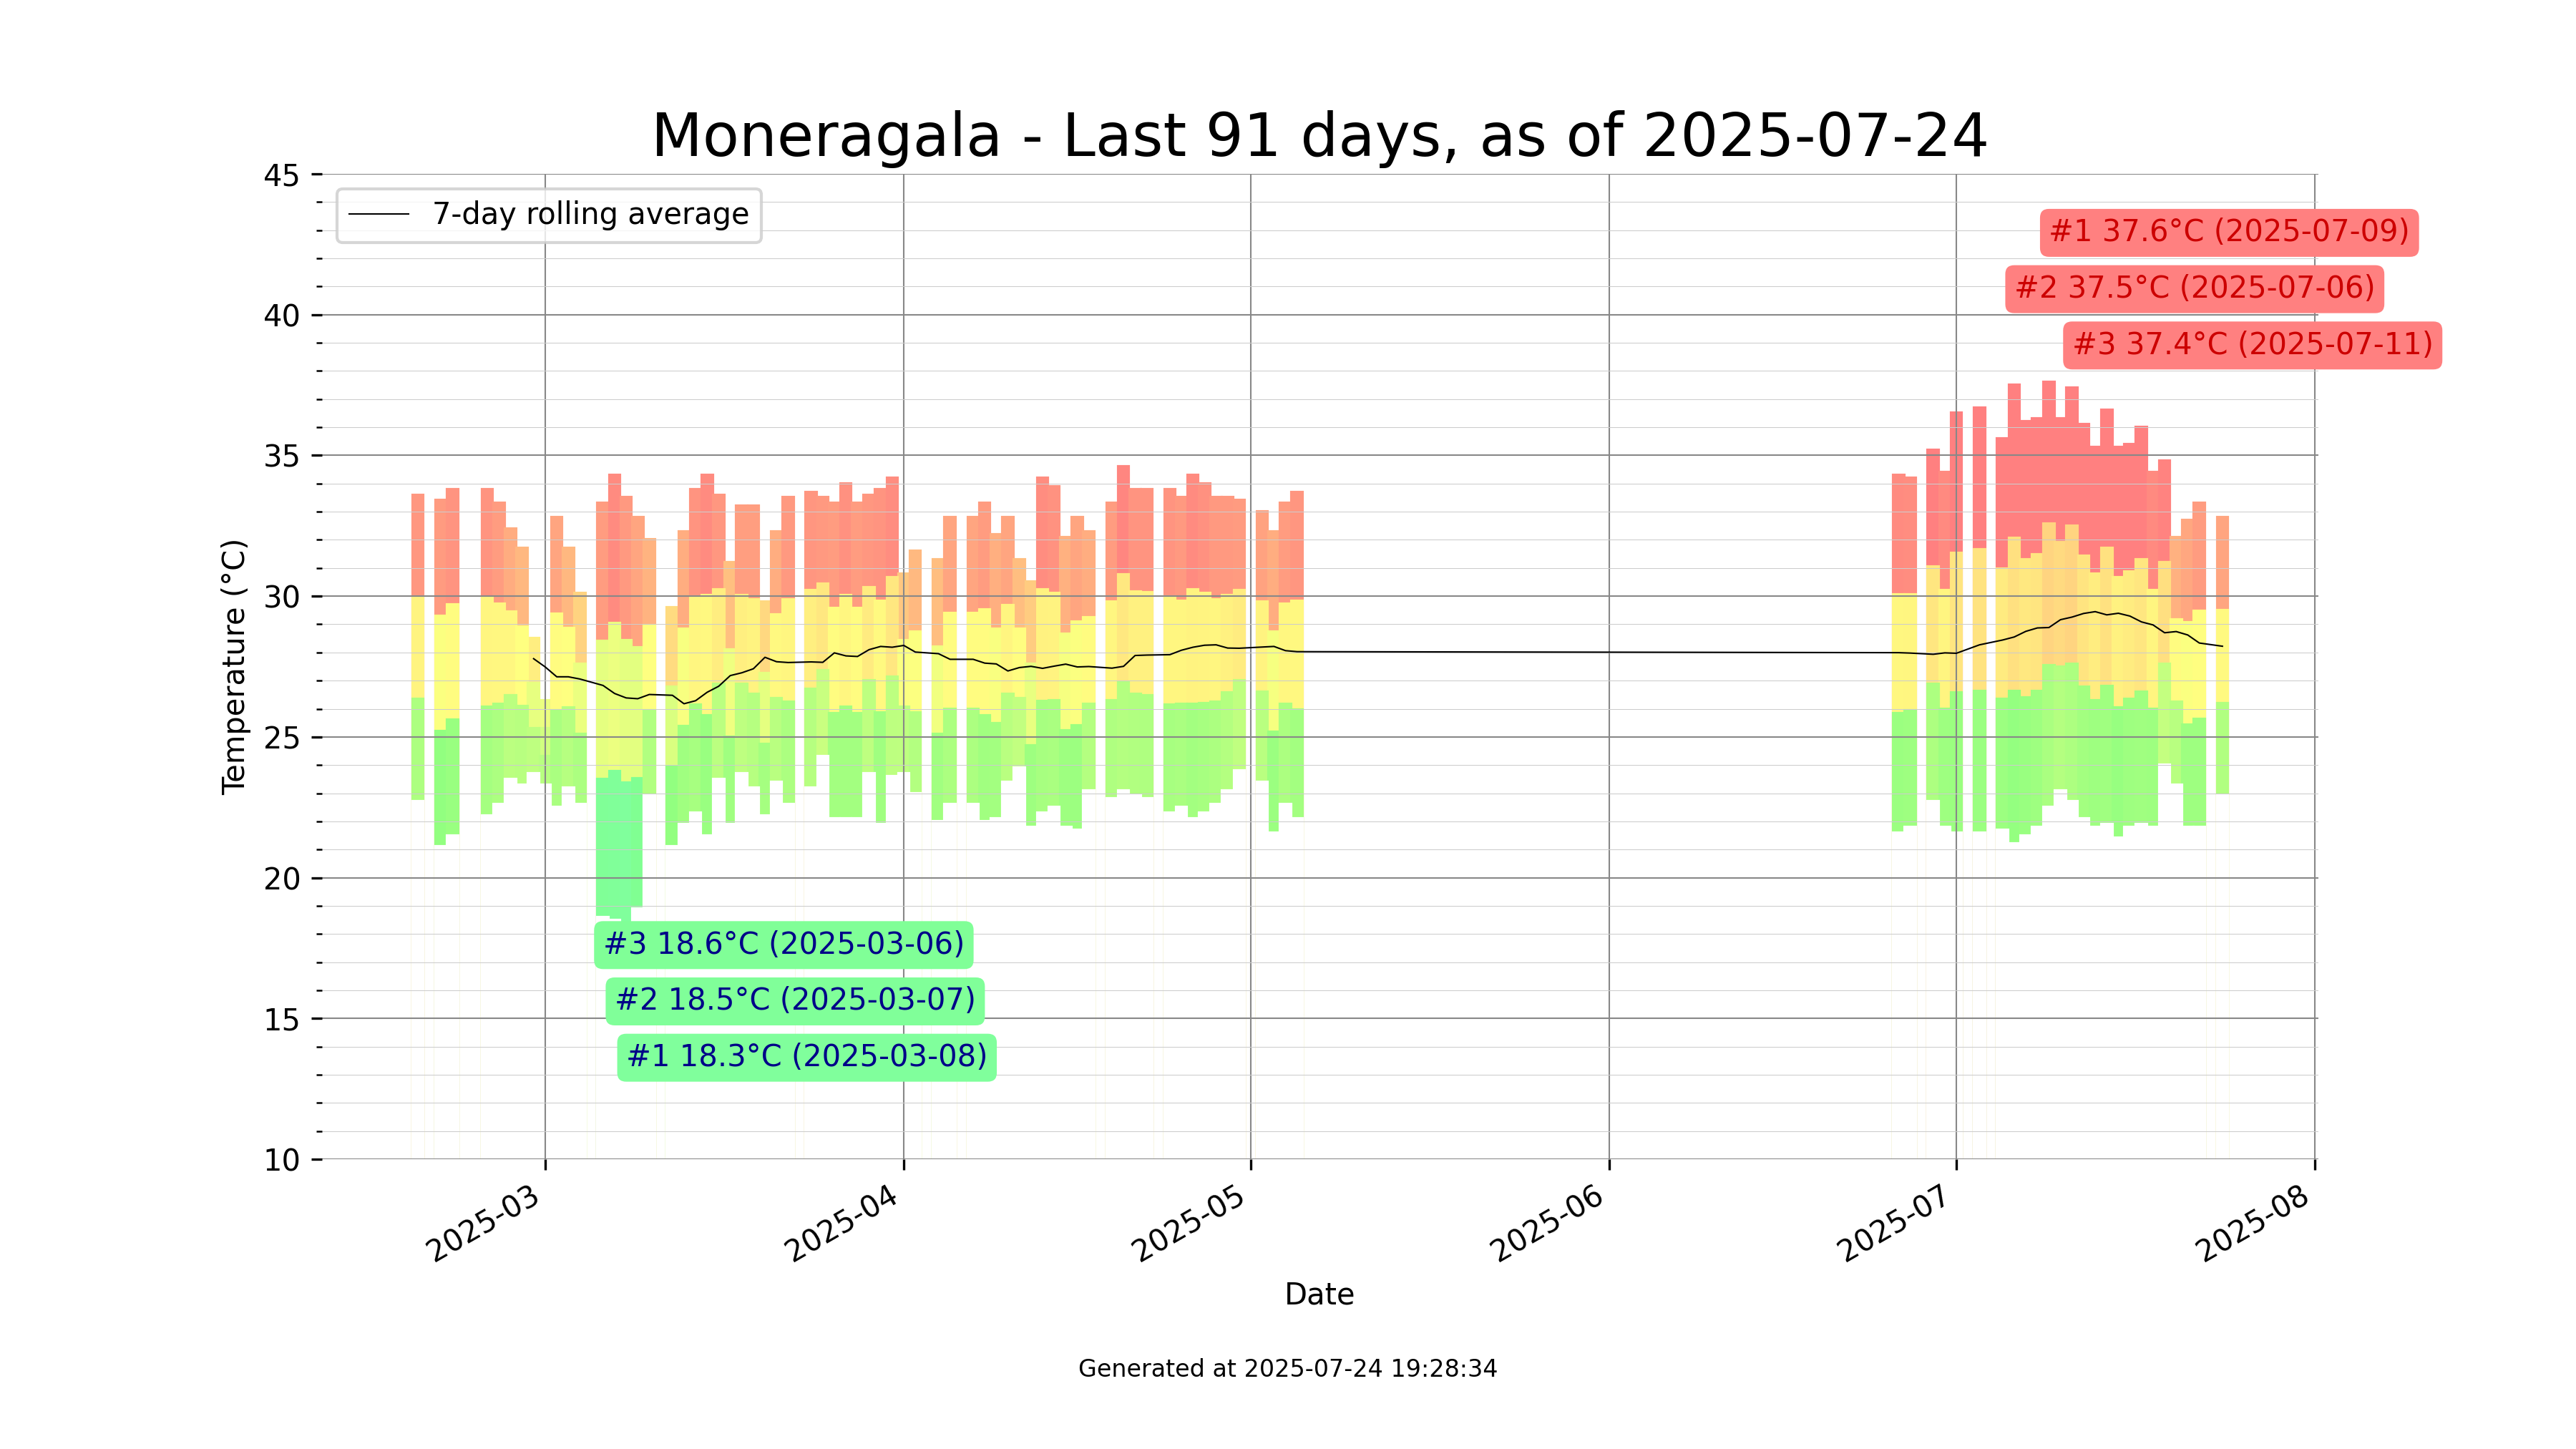 Moneragala - Last 91 days, as of 2025-07-24
45
7-day rolling average
#1 37.6°C (2025-07-09)
#2 37.5°C (2025-07-06)
40
#3 37.4°C (2025-07-11)
35
30
Temperature (°C)
25
20
#3 18.6°C (2025-03-06)
#2 18.5°C (2025-03-07)
15
#1 18.3°C (2025-03-08)
10
2025-03
2025-04
2025-05
2025-06
2025-07
2025-08
Date
Generated at 2025-07-24 19:28:34